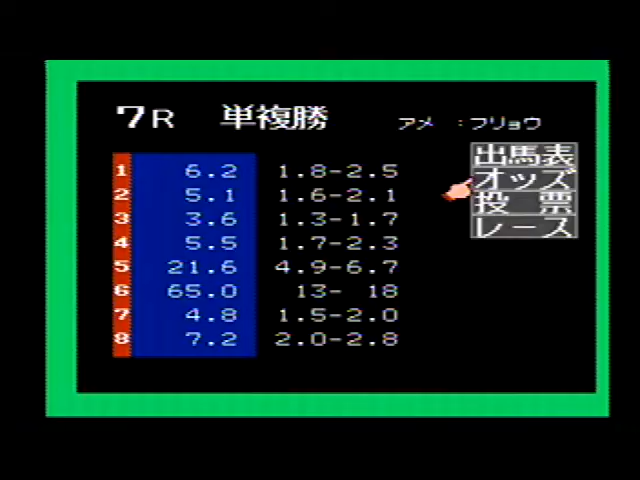 7R 単複勝 アメ :フリョウ
1 6.2 1.8-2.5
2 5.1 1.6-2.1
3 3.6 1.3-1.7
4 5.5 1.7-2.3
5 21.6 4.9-6.7
6 65.0 13- 18
7 4.8 1.5-2.0
8 7.2 2.0-2.8
出馬表
オッズ
投 票
レース